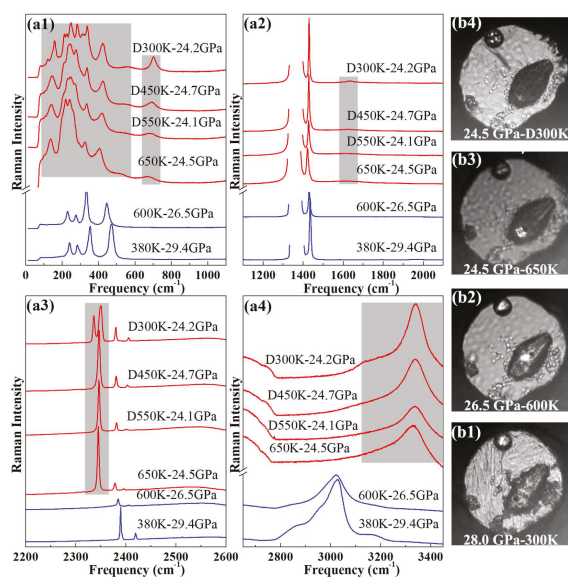 (a1)
D300K-24.2GPa
D450K-24.7GPa
D550K-24.1GPa
650K-24.5GPa
600K-26.5GPa
380K-29.4GPa
Raman Intensity
0 200 400 600 800 1000
Frequency (cm-1)
(a2)
D300K-24.2GPa
D450K-24.7GPa
D550K-24.1GPa
650K-24.5GPa
600K-26.5GPa
380K-29.4GPa
Raman Intensity
1200 1400 1600 1800 2000
Frequency (cm-1)
(b4)
24.5 GPa-D300K
(b3)
24.5 GPa-650K
(a3)
D300K-24.2GPa
D450K-24.7GPa
D550K-24.1GPa
650K-24.5GPa
600K-26.5GPa
380K-29.4GPa
Raman Intensity
2200 2300 2400 2500 2600
Frequency (cm-1)
(a4)
D300K-24.2GPa
D450K-24.7GPa
D550K-24.1GPa
650K-24.5GPa
600K-26.5GPa
380K-29.4GPa
Raman Intensity
2800 3000 3200 3400
Frequency (cm-1)
(b2)
26.5 GPa-600K
(b1)
28.0 GPa-300K